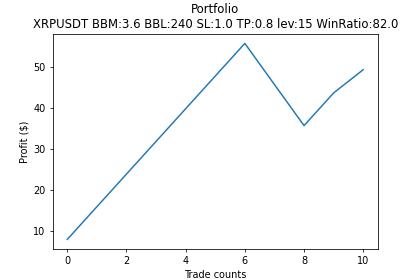 Portfolio
XRPUSDT BBM:3.6 BBL:240 SL:1.0 TP:0.8 lev:15 WinRatio:82.0
Profit ($)
50
40
30
20
10
0 2 4 6 8 10
Trade counts